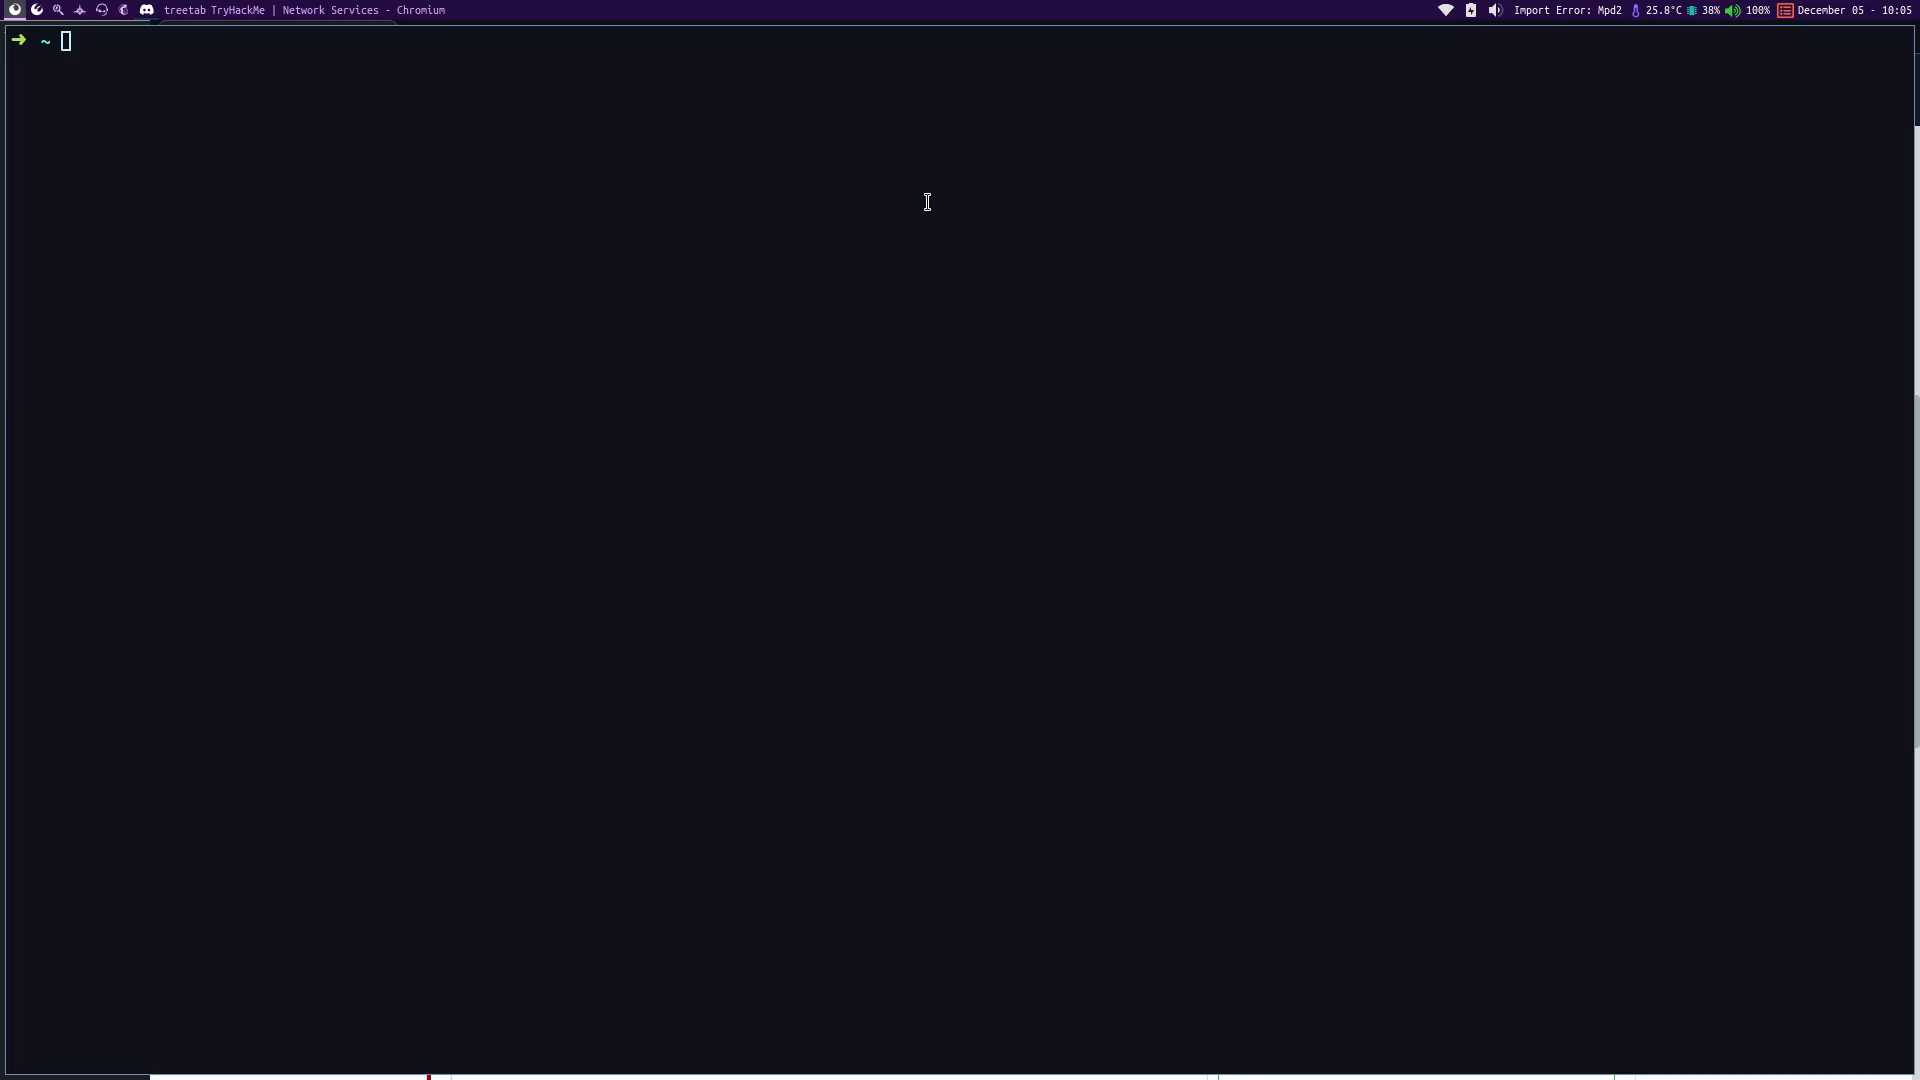 treetab TryHackMe | Network Services - Chromium Import Error: Mpd2 25.8°C 38% 100% December 05 - 10:05
➜ ~